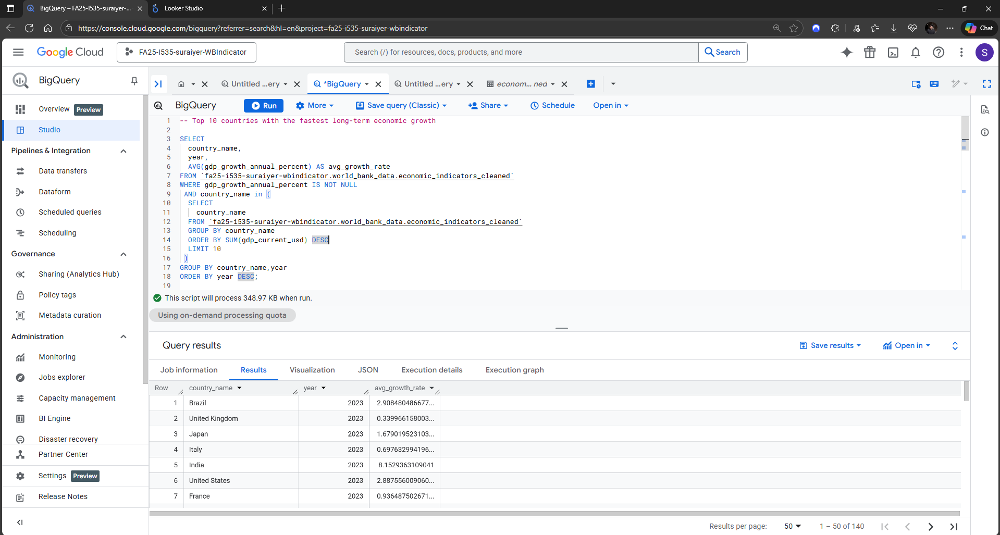 BigQuery – FA25-I535-suraiyer-...
Looker Studio
https://console.cloud.google.com/bigquery?referrer=search&hl=en&project=fa25-i535-suraiyer-wbindicator
Chat
Google Cloud
FA25-I535-suraiyer-WBIndicator
Search (/) for resources, docs, products, and more
Search
S
BigQuery
Untitled ...ery
*BigQuery
Untitled ...ery
econom... ned
Overview Preview
Studio
Pipelines & Integration
Data transfers
Dataform
Scheduled queries
Scheduling
Governance
Sharing (Analytics Hub)
Policy tags
Metadata curation
Administration
Monitoring
Jobs explorer
Capacity management
BI Engine
Disaster recovery
Partner Center
Settings Preview
Release Notes
BigQuery
Run
More
Save query (Classic)
Share
Schedule
Open in
1 -- Top 10 countries with the fastest long-term economic growth
2
3 SELECT
4 country_name,
5 year,
6 AVG(gdp_growth_annual_percent) AS avg_growth_rate
7 FROM `fa25-i535-suraiyer-wbindicator.world_bank_data.economic_indicators_cleaned`
8 WHERE gdp_growth_annual_percent IS NOT NULL
9 AND country_name in (
10 SELECT
11 country_name
12 FROM `fa25-i535-suraiyer-wbindicator.world_bank_data.economic_indicators_cleaned`
13 GROUP BY country_name
14 ORDER BY SUM(gdp_current_usd) DESC
15 LIMIT 10
16 )
17 GROUP BY country_name,year
18 ORDER BY year DESC;
19
This script will process 348.97 KB when run.
Using on-demand processing quota
Query results
Save results
Open in
Job information
Results
Visualization
JSON
Execution details
Execution graph
Row country_name year avg_growth_rate
1 Brazil 2023 2.908480486677...
2 United Kingdom 2023 0.339966158003...
3 Japan 2023 1.679019523103...
4 Italy 2023 0.697632994196...
5 India 2023 8.1529363109041
6 United States 2023 2.887556009060...
7 France 2023 0.936487502671...
Results per page: 50 1 – 50 of 140